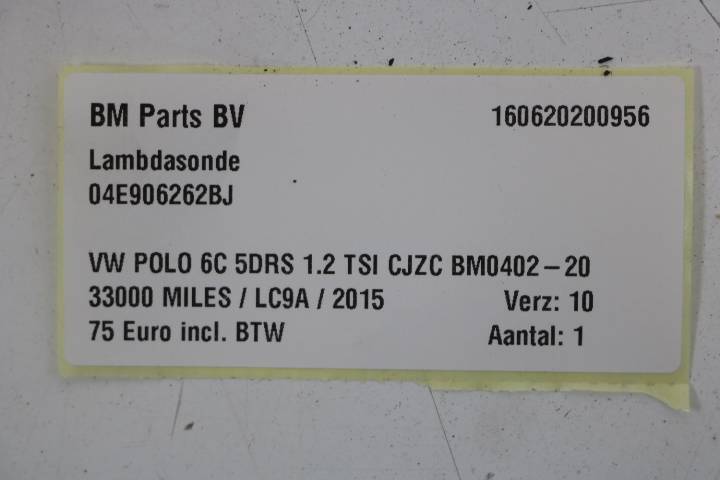 BM Parts BV 160620200956
Lambdasonde
04E906262BJ
VW POLO 6C 5DRS 1.2 TSI CJZC BM0402-20
33000 MILES / LC9A / 2015 Verz: 10
75 Euro incl. BTW Aantal: 1